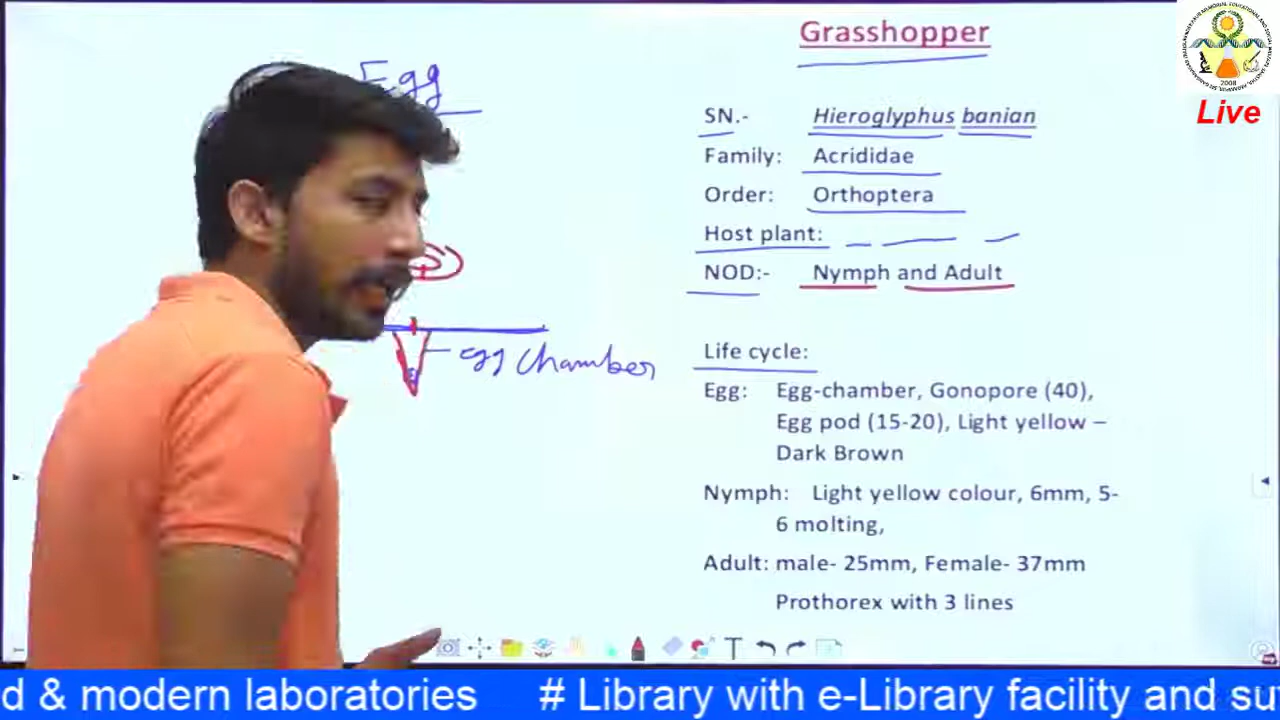 Grasshopper
Live
Egg
SN.- Hieroglyphus banian
Family: Acrididae
Order: Orthoptera
Host plant:
NOD:- Nymph and Adult
egg chamber
Life cycle:
Egg: Egg-chamber, Gonopore (40),
Egg pod (15-20), Light yellow –
Dark Brown
Nymph: Light yellow colour, 6mm, 5-
6 molting,
Adult: male- 25mm, Female- 37mm
Prothorex with 3 lines
d & modern laboratories # Library with e-Library facility and su
2008